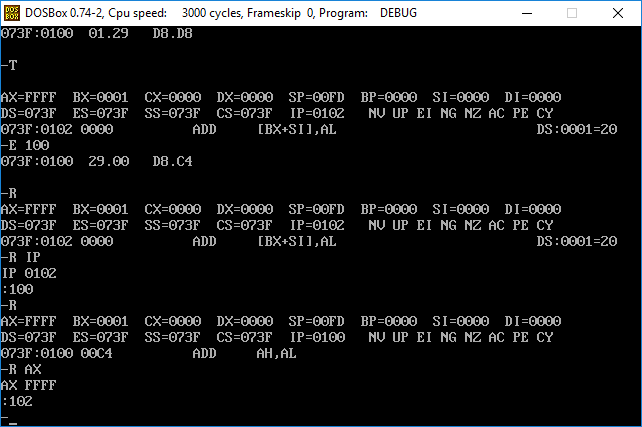 DOSBox 0.74-2, Cpu speed: 3000 cycles, Frameskip 0, Program: DEBUG
073F:0100 01.29 D8.D8
-T
AX=FFFF BX=0001 CX=0000 DX=0000 SP=00FD BP=0000 SI=0000 DI=0000
DS=073F ES=073F SS=073F CS=073F IP=0102 NV UP EI NG NZ AC PE CY
073F:0102 0000 ADD [BX+SI],AL DS:0001=20
-E 100
073F:0100 29.00 D8.C4
-R
AX=FFFF BX=0001 CX=0000 DX=0000 SP=00FD BP=0000 SI=0000 DI=0000
DS=073F ES=073F SS=073F CS=073F IP=0102 NV UP EI NG NZ AC PE CY
073F:0102 0000 ADD [BX+SI],AL DS:0001=20
-R IP
IP 0102
:100
-R
AX=FFFF BX=0001 CX=0000 DX=0000 SP=00FD BP=0000 SI=0000 DI=0000
DS=073F ES=073F SS=073F CS=073F IP=0100 NV UP EI NG NZ AC PE CY
073F:0100 00C4 ADD AH,AL
-R AX
AX FFFF
:102
-_